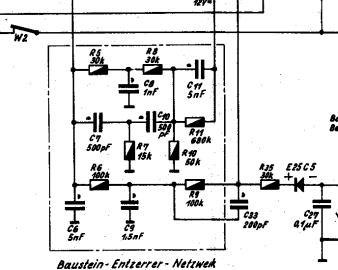 12V=
W2
R5
30k
R8
30k
C8
1nF
C11
5nF
C7
500pF
C10
500
pF
R7
15k
R11
680k
R10
50k
R6
100k
R9
100k
R35
30k
E25C5
C6
5nF
C9
1,5nF
C33
200pF
C27
0,1µF
Baustein-Entzerrer-Netzwerk